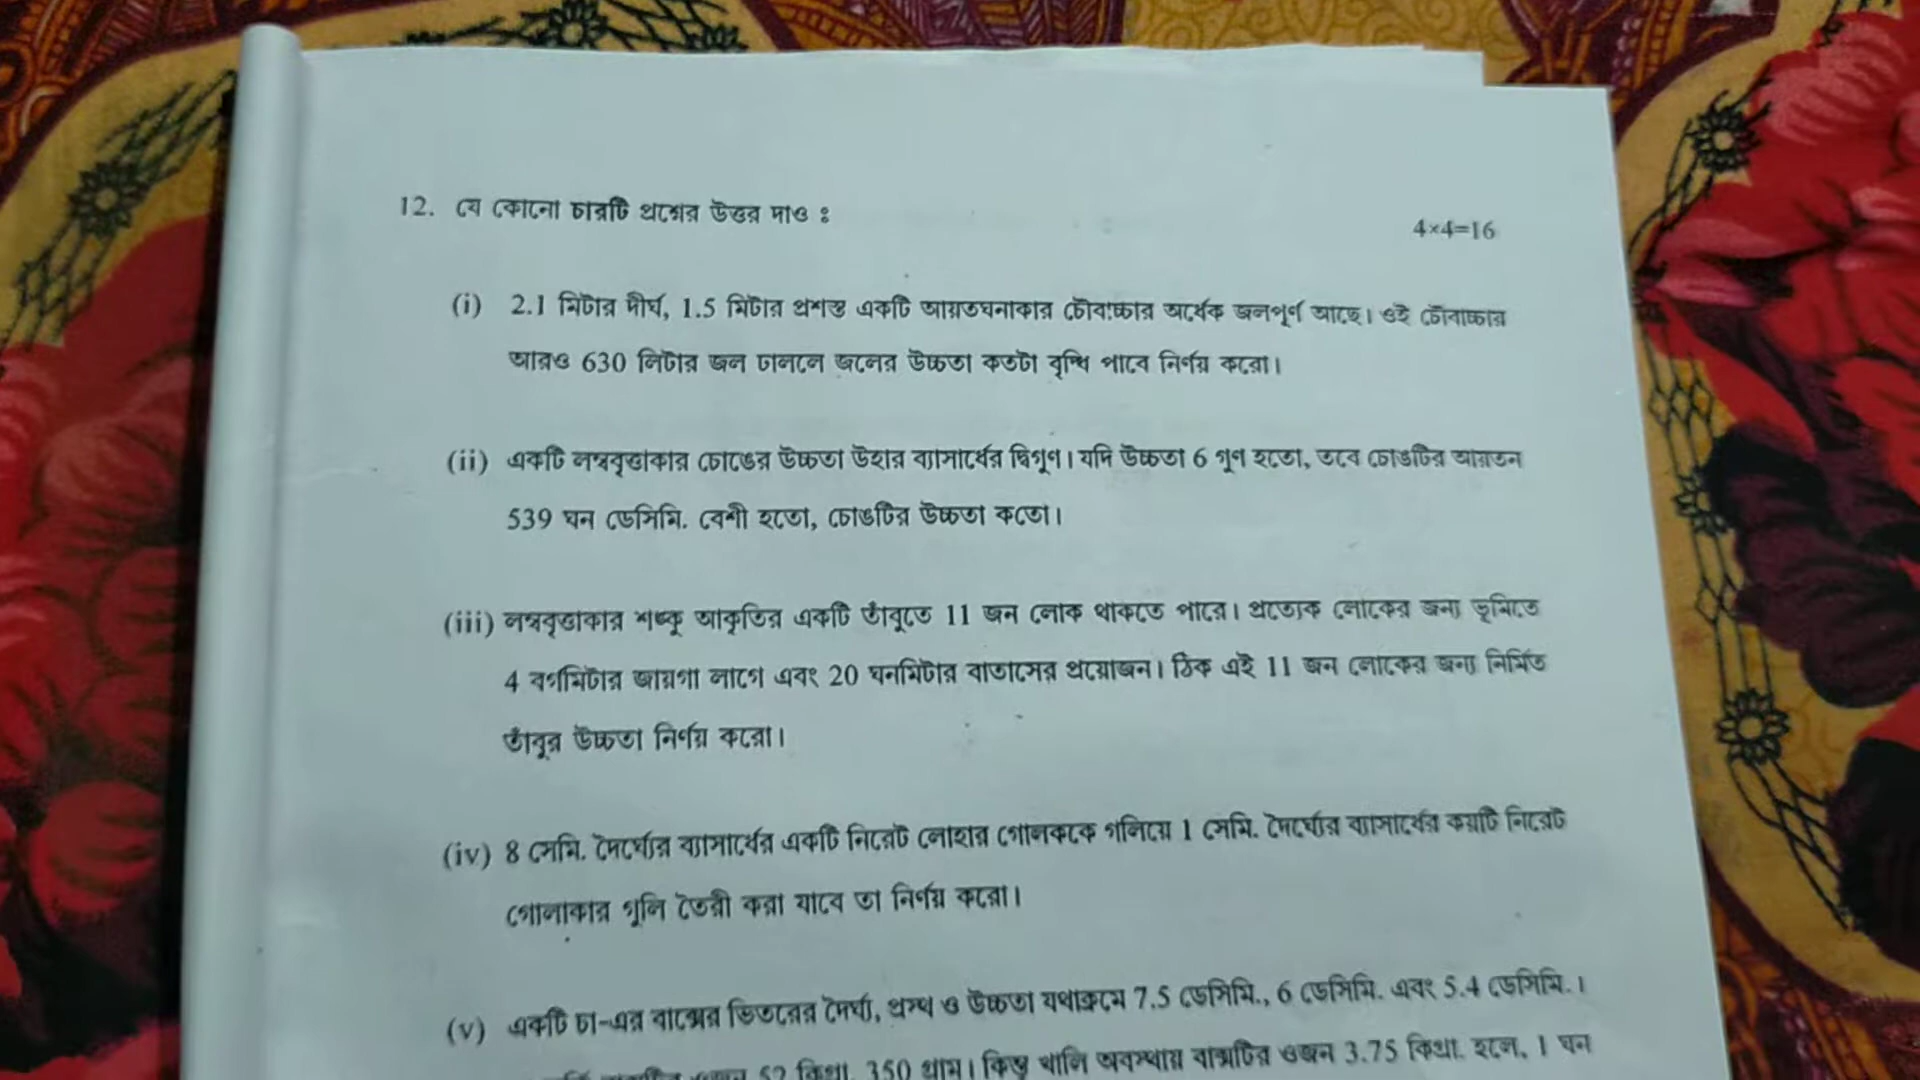 12. যে কোনো চারটি প্রশ্নের উত্তর দাও ঃ
4×4=16
(i) 2.1 মিটার দীর্ঘ, 1.5 মিটার প্রশস্ত একটি আয়তঘনাকার চৌবাচ্চার অর্ধেক জলপূর্ণ আছে। ওই চৌবাচ্চায়
আরও 630 লিটার জল ঢাললে জলের উচ্চতা কতটা বৃদ্ধি পাবে নির্ণয় করো।
(ii) একটি লম্ববৃত্তাকার চোঙের উচ্চতা উহার ব্যাসার্ধের দ্বিগুণ। যদি উচ্চতা 6 গুণ হতো, তবে চোঙটির আয়তন
539 ঘন ডেসিমি. বেশী হতো, চোঙটির উচ্চতা কতো।
(iii) লম্ববৃত্তাকার শঙ্কু আকৃতির একটি তাঁবুতে 11 জন লোক থাকতে পারে। প্রত্যেক লোকের জন্য ভূমিতে
4 বর্গমিটার জায়গা লাগে এবং 20 ঘনমিটার বাতাসের প্রয়োজন। ঠিক এই 11 জন লোকের জন্য নির্মিত
তাঁবুর উচ্চতা নির্ণয় করো।
(iv) 8 সেমি. দৈর্ঘ্যের ব্যাসার্ধের একটি নিরেট লোহার গোলককে গলিয়ে 1 সেমি. দৈর্ঘ্যের ব্যাসার্ধের কয়টি নিরেট
গোলাকার গুলি তৈরী করা যাবে তা নির্ণয় করো।
(v) একটি চা-এর বাক্সের ভিতরের দৈর্ঘ্য, প্রস্থ ও উচ্চতা যথাক্রমে 7.5 ডেসিমি., 6 ডেসিমি. এবং 5.4 ডেসিমি.।
52 কিগ্রা. 350 গ্রাম। কিন্তু খালি অবস্থায় বাক্সটির ওজন 3.75 কিগ্রা. হলে, 1 ঘন